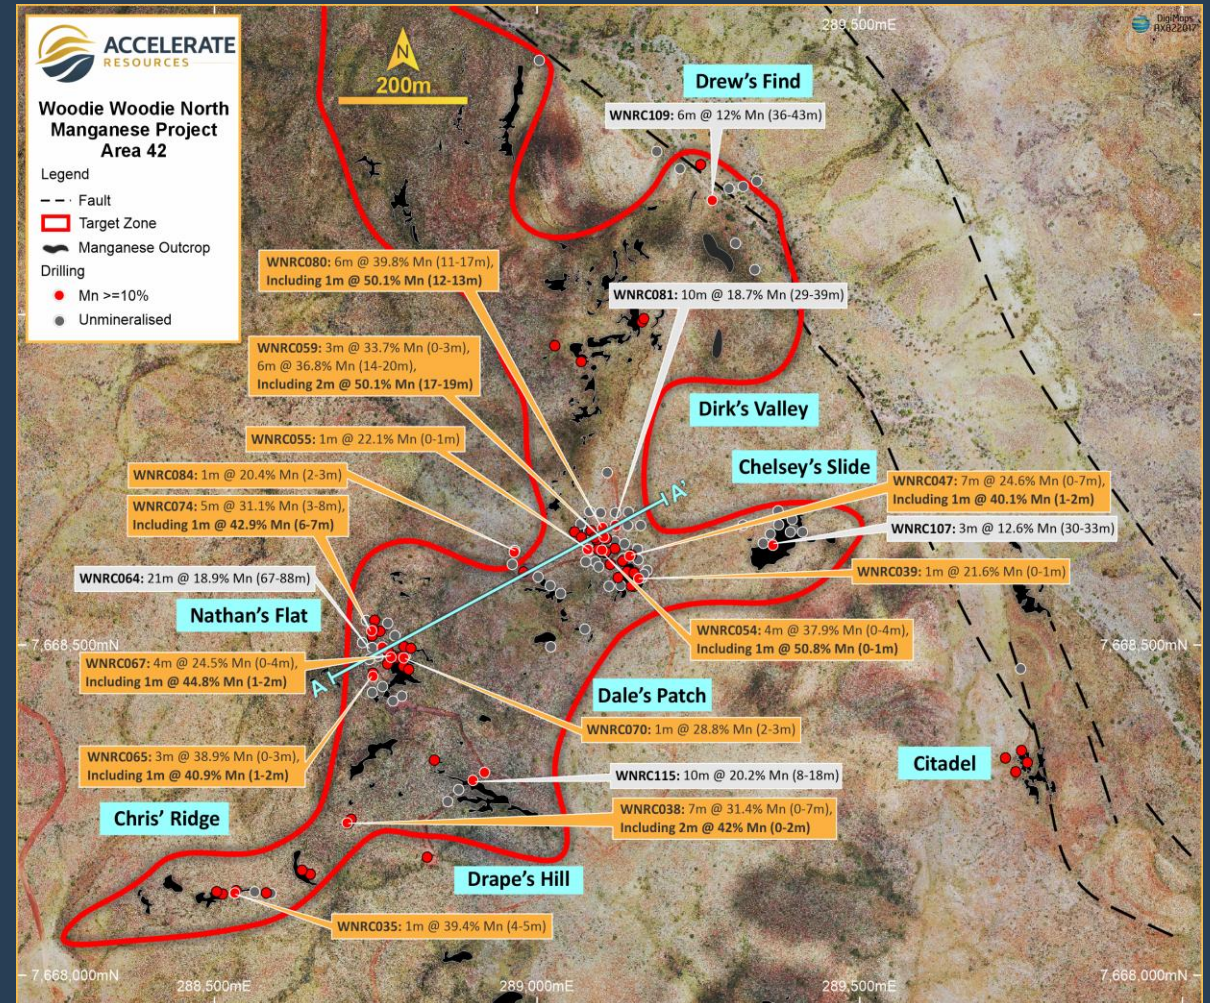 ACCELERATE
RESOURCES
Woodie Woodie North
Manganese Project
Area 42
Legend
Fault
Target Zone
Manganese Outcrop
Drilling
Mn >=10%
Unmineralised
N
200m
289,500mE
DigiMaps
AX822017
Drew's Find
WNRC109: 6m @ 12% Mn (36-43m)
WNRC080: 6m @ 39.8% Mn (11-17m),
Including 1m @ 50.1% Mn (12-13m)
WNRC081: 10m @ 18.7% Mn (29-39m)
WNRC059: 3m @ 33.7% Mn (0-3m),
6m @ 36.8% Mn (14-20m),
Including 2m @ 50.1% Mn (17-19m)
Dirk's Valley
WNRC055: 1m @ 22.1% Mn (0-1m)
Chelsey's Slide
WNRC084: 1m @ 20.4% Mn (2-3m)
WNRC047: 7m @ 24.6% Mn (0-7m),
Including 1m @ 40.1% Mn (1-2m)
A'
WNRC074: 5m @ 31.1% Mn (3-8m),
Including 1m @ 42.9% Mn (6-7m)
WNRC107: 3m @ 12.6% Mn (30-33m)
WNRC064: 21m @ 18.9% Mn (67-88m)
WNRC039: 1m @ 21.6% Mn (0-1m)
Nathan's Flat
WNRC054: 4m @ 37.9% Mn (0-4m),
Including 1m @ 50.8% Mn (0-1m)
7,668,500mN
7,668,500mN
WNRC067: 4m @ 24.5% Mn (0-4m),
Including 1m @ 44.8% Mn (1-2m)
A
Dale's Patch
WNRC070: 1m @ 28.8% Mn (2-3m)
WNRC065: 3m @ 38.9% Mn (0-3m),
Including 1m @ 40.9% Mn (1-2m)
Citadel
WNRC115: 10m @ 20.2% Mn (8-18m)
Chris' Ridge
WNRC038: 7m @ 31.4% Mn (0-7m),
Including 2m @ 42% Mn (0-2m)
Drape's Hill
WNRC035: 1m @ 39.4% Mn (4-5m)
7,668,000mN
7,668,000mN
288,500mE
289,000mE
289,500mE